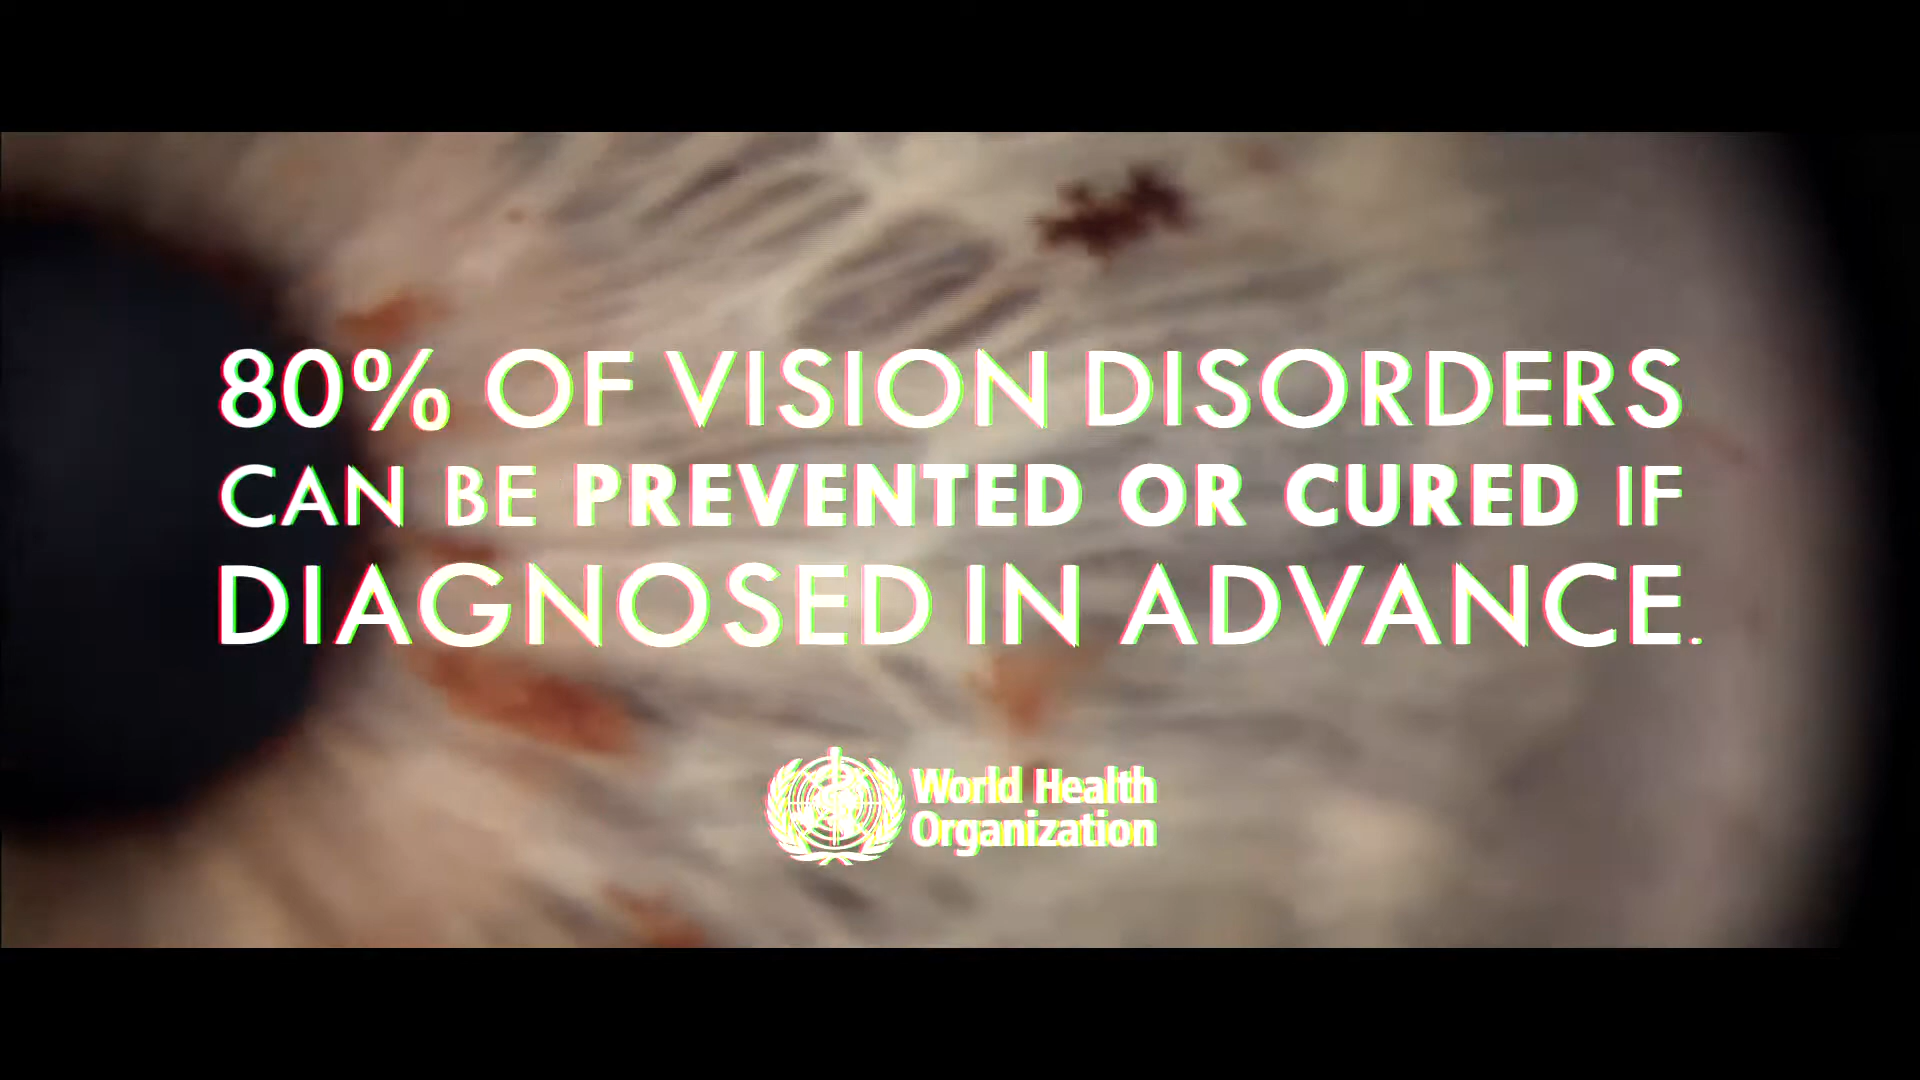 80% OF VISION DISORDERS
CAN BE PREVENTED OR CURED IF
DIAGNOSED IN ADVANCE.
World Health
Organization